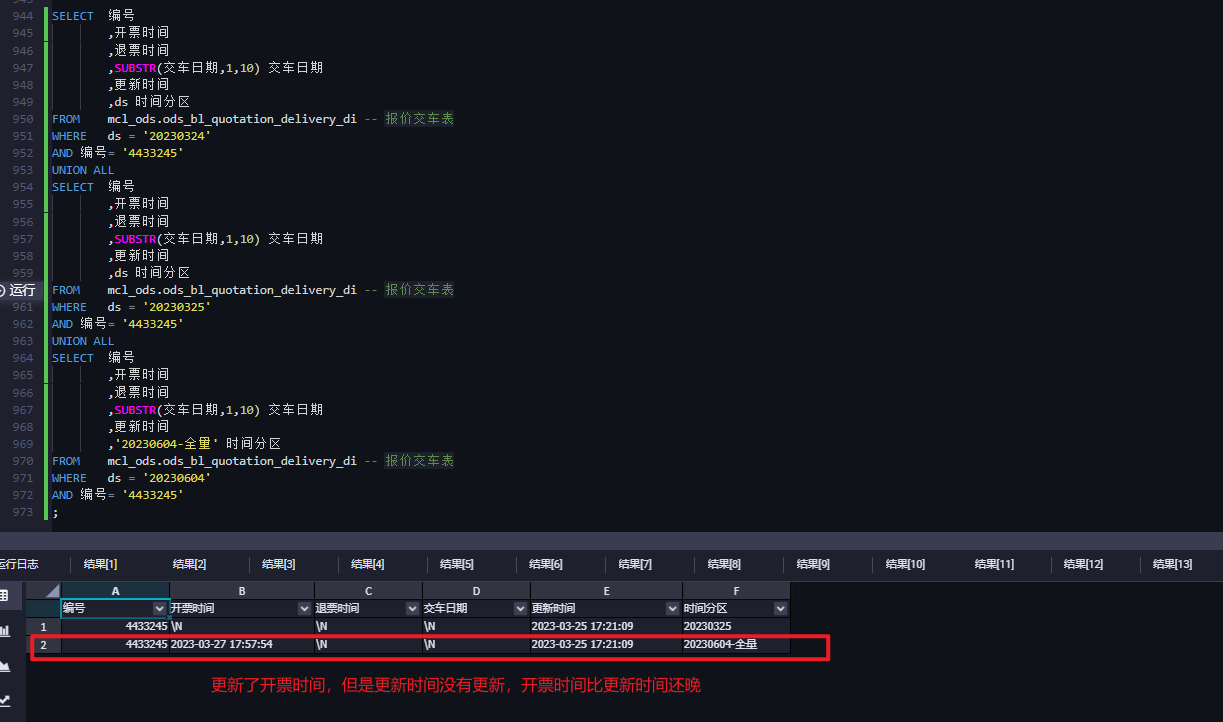 944 SELECT 编号
945 ,开票时间
946 ,退票时间
947 ,SUBSTR(交车日期,1,10) 交车日期
948 ,更新时间
949 ,ds 时间分区
950 FROM mcl_ods.ods_bl_quotation_delivery_di -- 报价交车表
951 WHERE ds = '20230324'
952 AND 编号= '4433245'
953 UNION ALL
954 SELECT 编号
955 ,开票时间
956 ,退票时间
957 ,SUBSTR(交车日期,1,10) 交车日期
958 ,更新时间
959 ,ds 时间分区
运行 FROM mcl_ods.ods_bl_quotation_delivery_di -- 报价交车表
961 WHERE ds = '20230325'
962 AND 编号= '4433245'
963 UNION ALL
964 SELECT 编号
965 ,开票时间
966 ,退票时间
967 ,SUBSTR(交车日期,1,10) 交车日期
968 ,更新时间
969 ,'20230604-全量' 时间分区
970 FROM mcl_ods.ods_bl_quotation_delivery_di -- 报价交车表
971 WHERE ds = '20230604'
972 AND 编号= '4433245'
973 ;
运行日志 结果[1] 结果[2] 结果[3] 结果[4] 结果[5] 结果[6] 结果[7] 结果[8] 结果[9] 结果[10] 结果[11] 结果[12] 结果[13]
A B C D E F
编号 开票时间 退票时间 交车日期 更新时间 时间分区
1 4433245 \N \N \N 2023-03-25 17:21:09 20230325
2 4433245 2023-03-27 17:57:54 \N \N 2023-03-25 17:21:09 20230604-全量
更新了开票时间，但是更新时间没有更新，开票时间比更新时间还晚